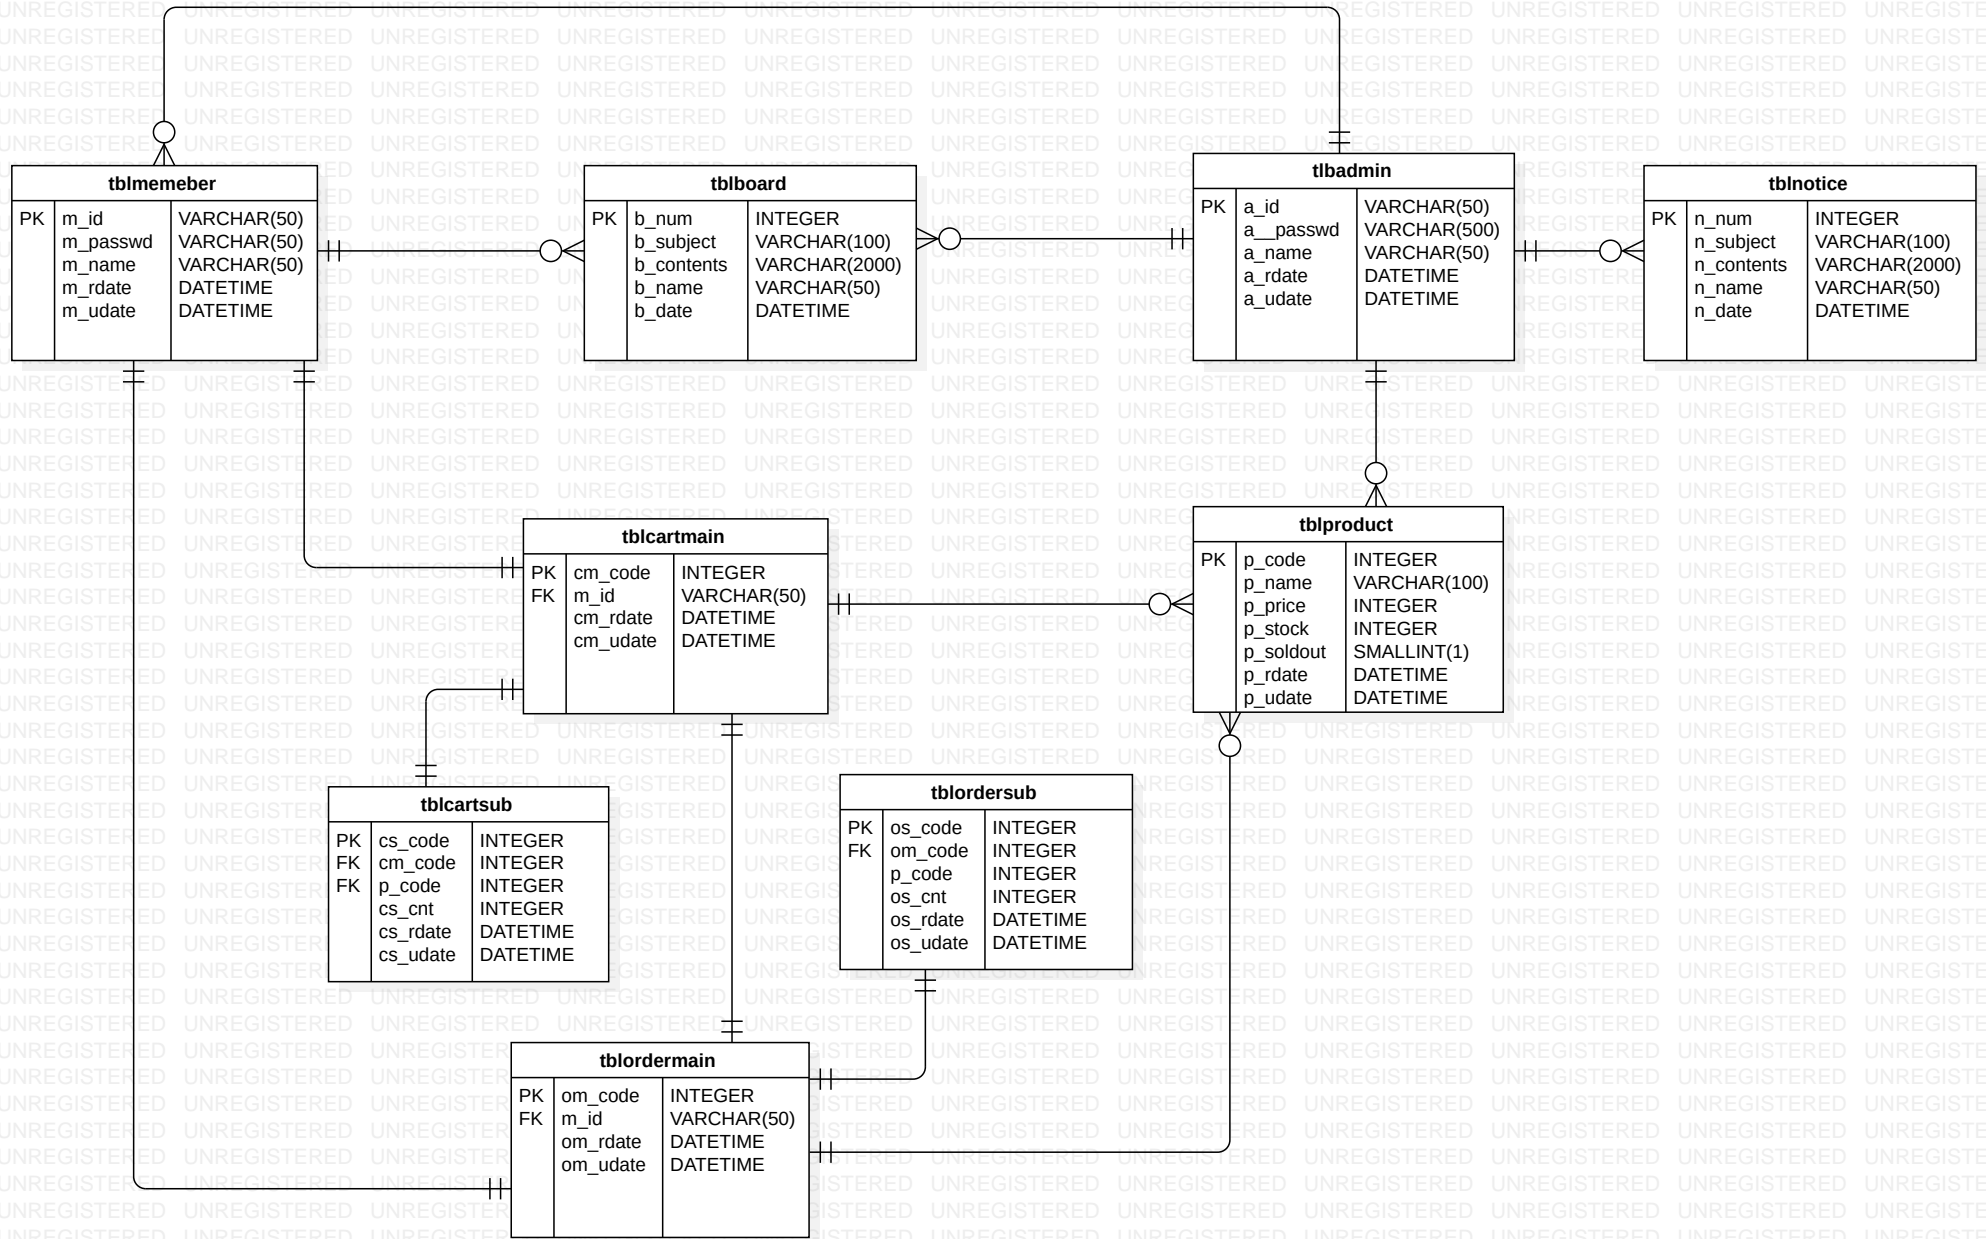 tblmemeber
PK m_id VARCHAR(50)
m_passwd VARCHAR(50)
m_name VARCHAR(50)
m_rdate DATETIME
m_udate DATETIME
tblboard
PK b_num INTEGER
b_subject VARCHAR(100)
b_contents VARCHAR(2000)
b_name VARCHAR(50)
b_date DATETIME
tlbadmin
PK a_id VARCHAR(50)
a__passwd VARCHAR(500)
a_name VARCHAR(50)
a_rdate DATETIME
a_udate DATETIME
tblnotice
PK n_num INTEGER
n_subject VARCHAR(100)
n_contents VARCHAR(2000)
n_name VARCHAR(50)
n_date DATETIME
tblcartmain
PK cm_code INTEGER
FK m_id VARCHAR(50)
cm_rdate DATETIME
cm_udate DATETIME
tblproduct
PK p_code INTEGER
p_name VARCHAR(100)
p_price INTEGER
p_stock INTEGER
p_soldout SMALLINT(1)
p_rdate DATETIME
p_udate DATETIME
tblcartsub
PK cs_code INTEGER
FK cm_code INTEGER
FK p_code INTEGER
cs_cnt INTEGER
cs_rdate DATETIME
cs_udate DATETIME
tblordersub
PK os_code INTEGER
FK om_code INTEGER
p_code INTEGER
os_cnt INTEGER
os_rdate DATETIME
os_udate DATETIME
tblordermain
PK om_code INTEGER
FK m_id VARCHAR(50)
om_rdate DATETIME
om_udate DATETIME
UNREGISTERED